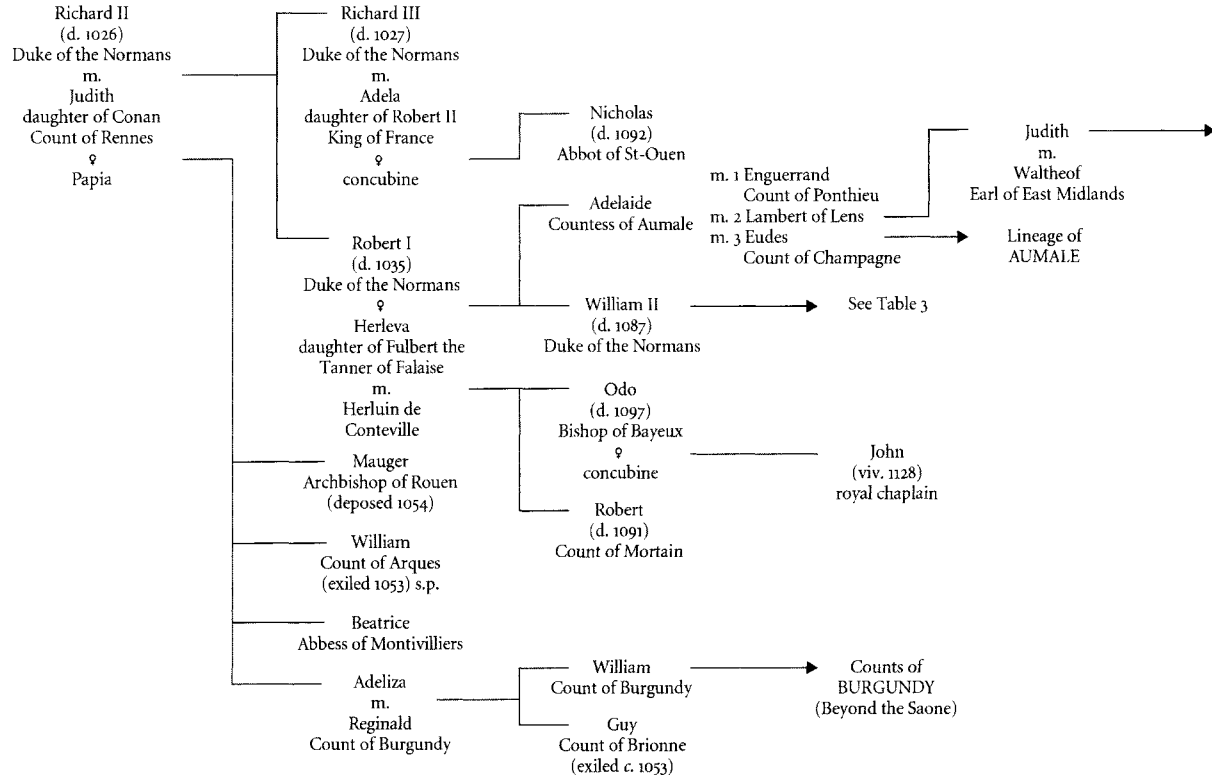 Richard II
(d. 1026)
Duke of the Normans
m.
Judith
daughter of Conan
Count of Rennes
♀
Papia
Richard III
(d. 1027)
Duke of the Normans
m.
Adela
daughter of Robert II
King of France
♀
concubine
Robert I
(d. 1035)
Duke of the Normans
♀
Herleva
daughter of Fulbert the
Tanner of Falaise
m.
Herluin de
Conteville
Mauger
Archbishop of Rouen
(deposed 1054)
William
Count of Arques
(exiled 1053) s.p.
Beatrice
Abbess of Montivilliers
Adeliza
m.
Reginald
Count of Burgundy
Nicholas
(d. 1092)
Abbot of St-Ouen
Adelaide
Countess of Aumale
William II
(d. 1087)
Duke of the Normans
Odo
(d. 1097)
Bishop of Bayeux
♀
concubine
Robert
(d. 1091)
Count of Mortain
William
Count of Burgundy
Guy
Count of Brionne
(exiled c. 1053)
m. 1 Enguerrand
Count of Ponthieu
m. 2 Lambert of Lens
m. 3 Eudes
Count of Champagne
See Table 3
John
(viv. 1128)
royal chaplain
Counts of
BURGUNDY
(Beyond the Saone)
Judith
m.
Waltheof
Earl of East Midlands
Lineage of
AUMALE